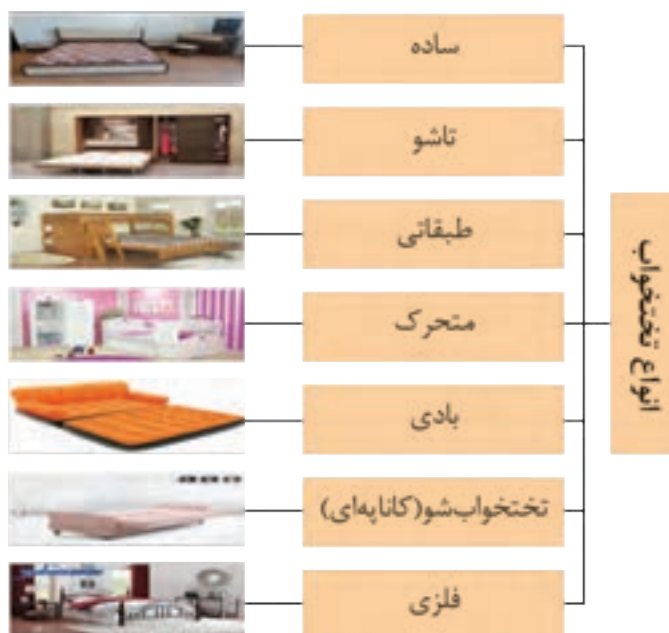 انواع تختخواب
ساده
تاشو
طبقاتی
متحرک
بادی
تختخواب‌شو(کاناپه‌ای)
فلزی